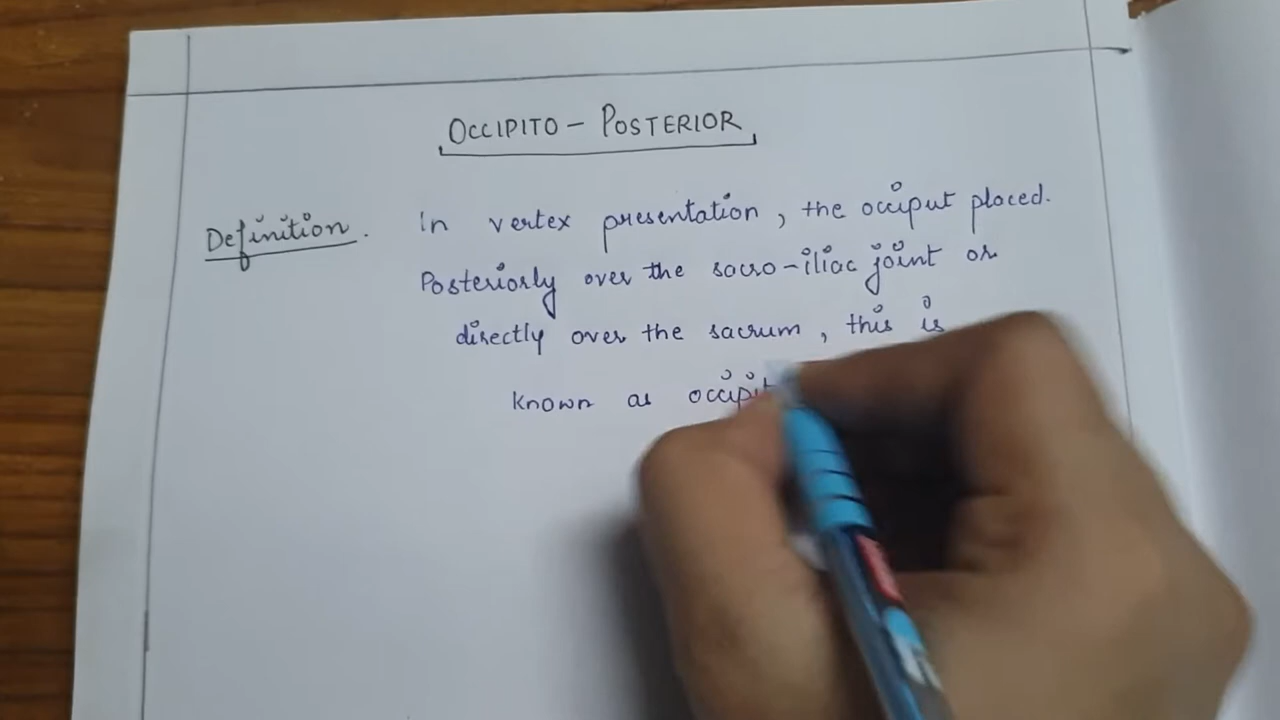 OCCIPITO - POSTERIOR
Definition. In vertex presentation, the occiput placed.
Posteriorly over the sacro-iliac joint or
directly over the sacrum, this is
known as occipit